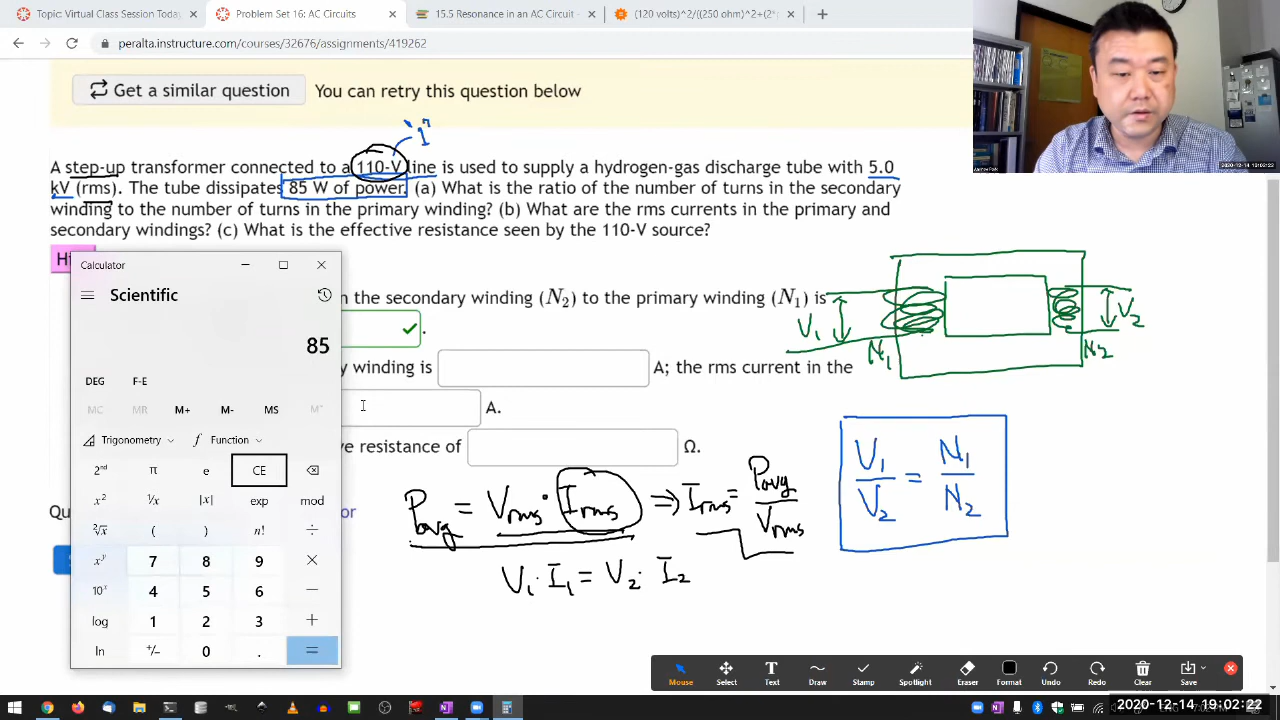 Topic: Virtual Class Session Today
Problem Set 16: AC Circuits
15.5 Resonance in an AC Circuit -
(120 volts)^2/((250 ohm)^2+(2*
peralta.instructure.com/course/32676/assignments/419262
Get a similar question
You can retry this question below
A step-up transformer connected to a 110-V line is used to supply a hydrogen-gas discharge tube with 5.0
kV (rms). The tube dissipates 85 W of power. (a) What is the ratio of the number of turns in the secondary
winding to the number of turns in the primary winding? (b) What are the rms currents in the primary and
secondary windings? (c) What is the effective resistance seen by the 110-V source?
n the secondary winding (N₂) to the primary winding (N₁) is
y winding is A; the rms current in the
A.
ve resistance of Ω.
Calculator
Scientific
85
DEG F-E
MC MR M+ M- MS M˅
Trigonometry Function
2ⁿᵈ π e CE
x² ¹/x |x| exp mod
²√x ( ) n! ÷
xʸ 7 8 9 ×
10ˣ 4 5 6 −
log 1 2 3 +
ln +/− 0 . =
V₁ N₁ N₂ V₂
V₁/V₂ = N₁/N₂
Pavg = Vrms · Irms ⇒ Irms = Pavg/Vrms
V₁ · I₁ = V₂ · I₂
Mouse Select Text Draw Stamp Spotlight Eraser Format Undo Redo Clear Save
2020-12-14 19:02:22